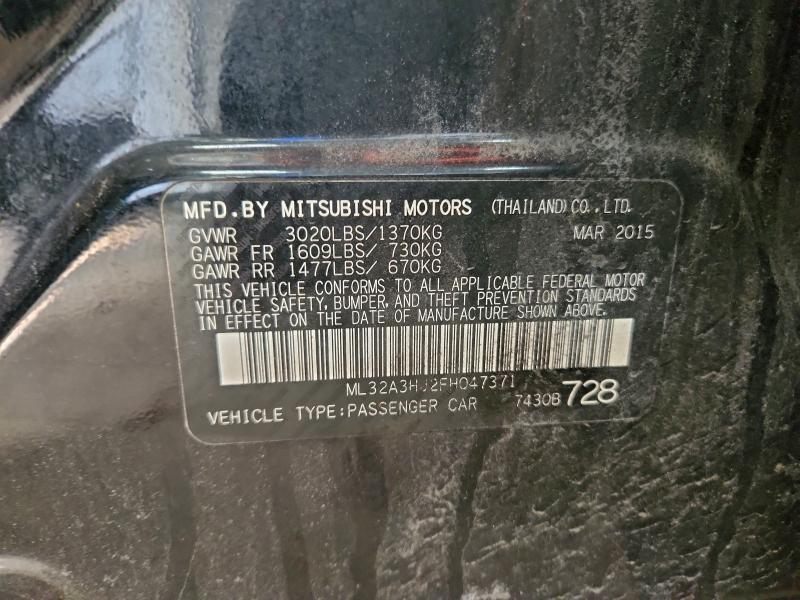 MFD.BY MITSUBISHI MOTORS (THAILAND)CO.,LTD.
GVWR 3020LBS/1370KG MAR 2015
GAWR FR 1609LBS/ 730KG
GAWR RR 1477LBS/ 670KG
THIS VEHICLE CONFORMS TO ALL APPLICABLE FEDERAL MOTOR
VEHICLE SAFETY, BUMPER, AND THEFT PREVENTION STANDARDS
IN EFFECT ON THE DATE OF MANUFACTURE SHOWN ABOVE.
VEHICLE TYPE:PASSENGER CAR 7430B 728